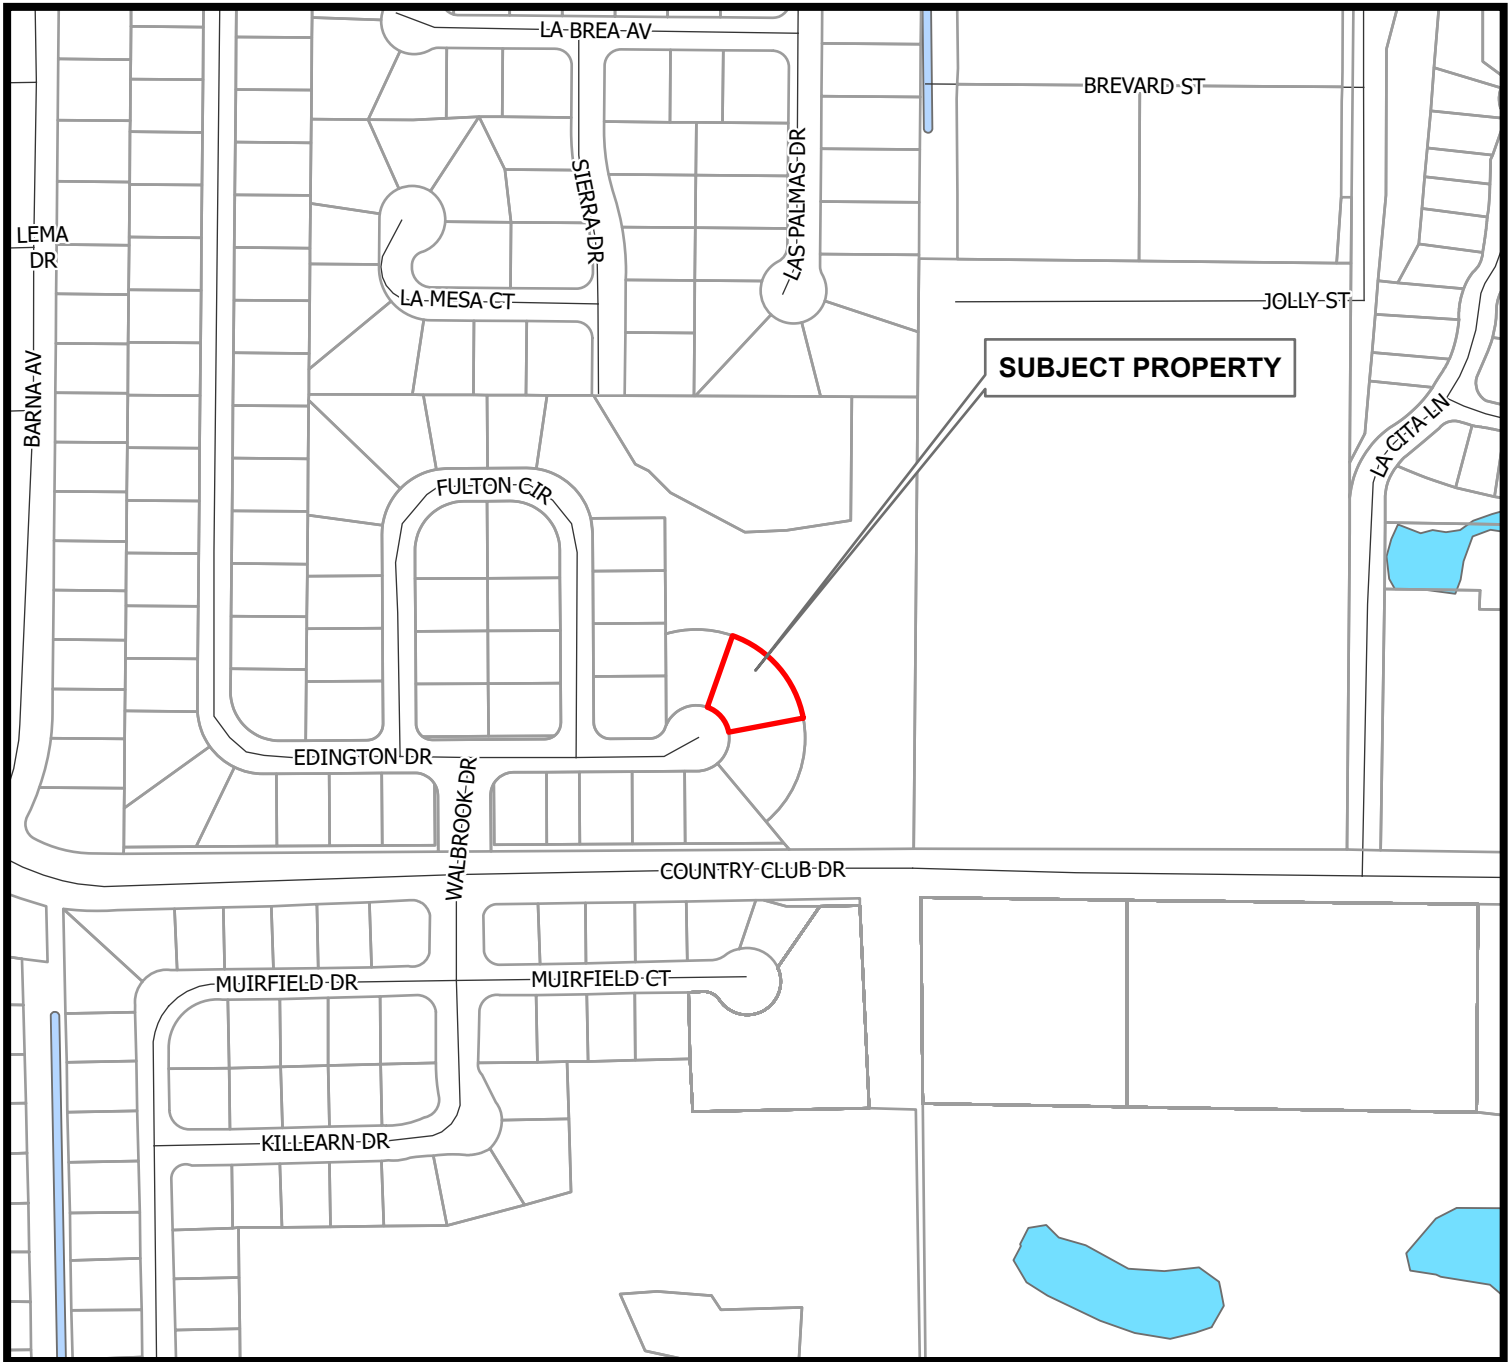 LA BREA AV
BREVARD ST
LAS PALMAS DR
SIERRA DR
LEMA
DR
LA MESA CT
JOLLY ST
SUBJECT PROPERTY
BARNA AV
LA CITA LN
FULTON CIR
EDINGTON DR
WALBROOK DR
COUNTRY CLUB DR
MUIRFIELD DR
MUIRFIELD CT
KILLEARN DR